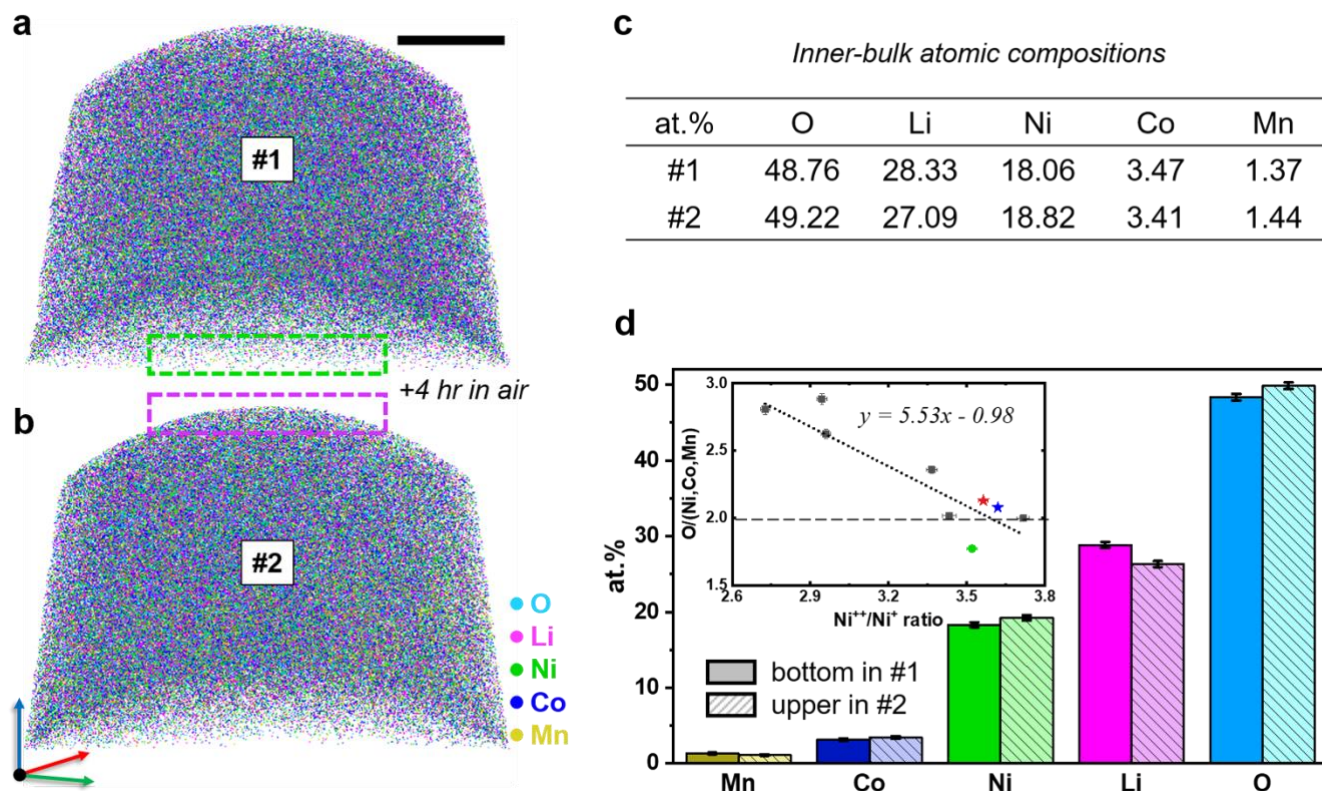 a
#1
+4 hr in air
b
#2
O
Li
Ni
Co
Mn
c
Inner-bulk atomic compositions
at.% O Li Ni Co Mn
#1 48.76 28.33 18.06 3.47 1.37
#2 49.22 27.09 18.82 3.41 1.44
d
at.%
50
40
30
20
10
0
O/(Ni,Co,Mn)
3.0
2.5
2.0
1.5
y = 5.53x - 0.98
2.6 2.9 3.2 3.5 3.8
Ni⁺⁺/Ni⁺ ratio
bottom in #1
upper in #2
Mn Co Ni Li O